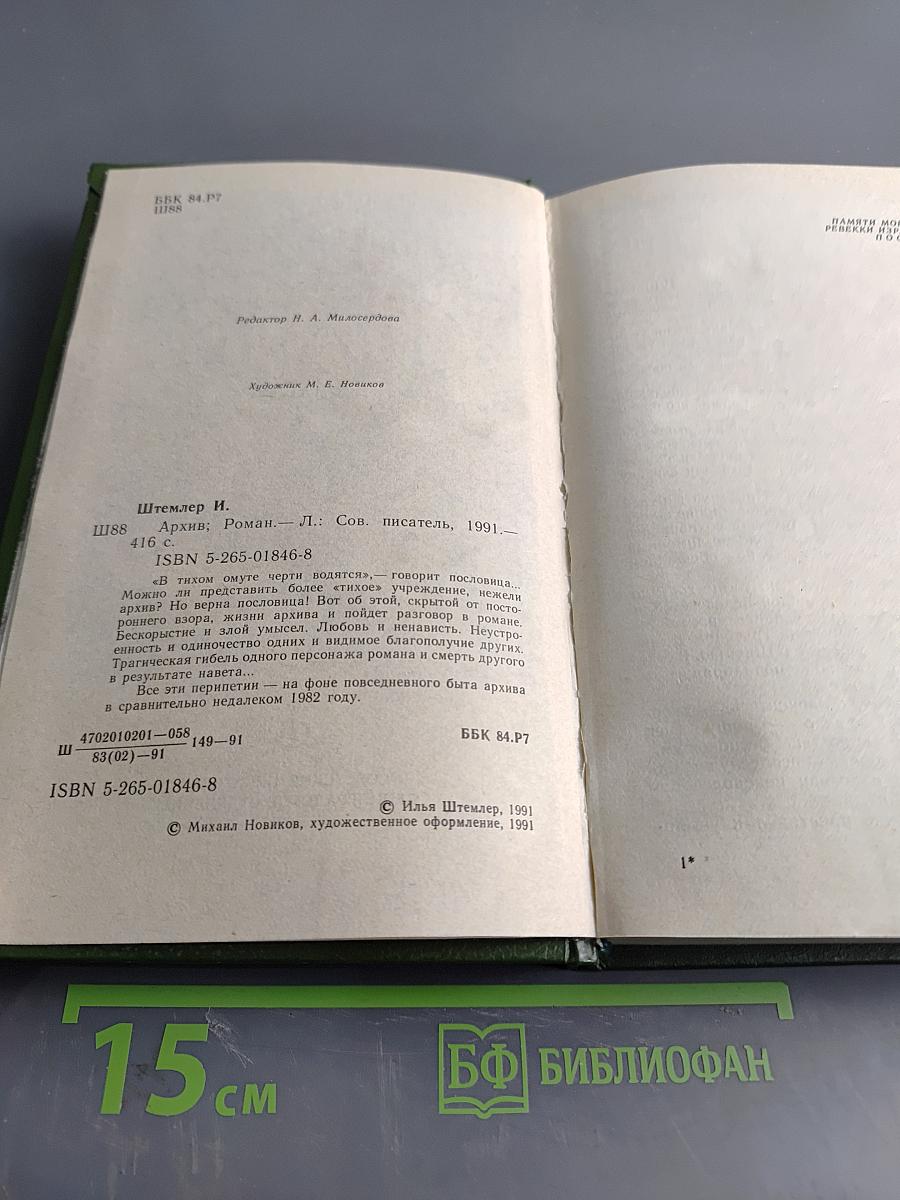 ББК 84.Р7
Ш88
Редактор Н. А. Милосердова
Художник М. Е. Новиков
Штемлер И.
Ш88 Архив; Роман.— Л.: Сов. писатель, 1991.—
416 с.
ISBN 5-265-01846-8
«В тихом омуте черти водятся»,— говорит пословица...
Можно ли представить более «тихое» учреждение, нежели
архив? Но верна пословица! Вот об этой, скрытой от посто-
роннего взора, жизни архива и пойдет разговор в романе.
Бескорыстие и злой умысел. Любовь и ненависть. Неустро-
енность и одиночество одних и видимое благополучие других.
Трагическая гибель одного персонажа романа и смерть другого
в результате навета...
Все эти перипетии — на фоне повседневного быта архива
в сравнительно недалеком 1982 году.
Ш 4702010201—058
83(02)—91 149—91
ББК 84.Р7
ISBN 5-265-01846-8
© Илья Штемлер, 1991
© Михаил Новиков, художественное оформление, 1991
ПАМЯТИ
РЕВЕККИ
1*
15 см
БФ БИБЛИОФАН